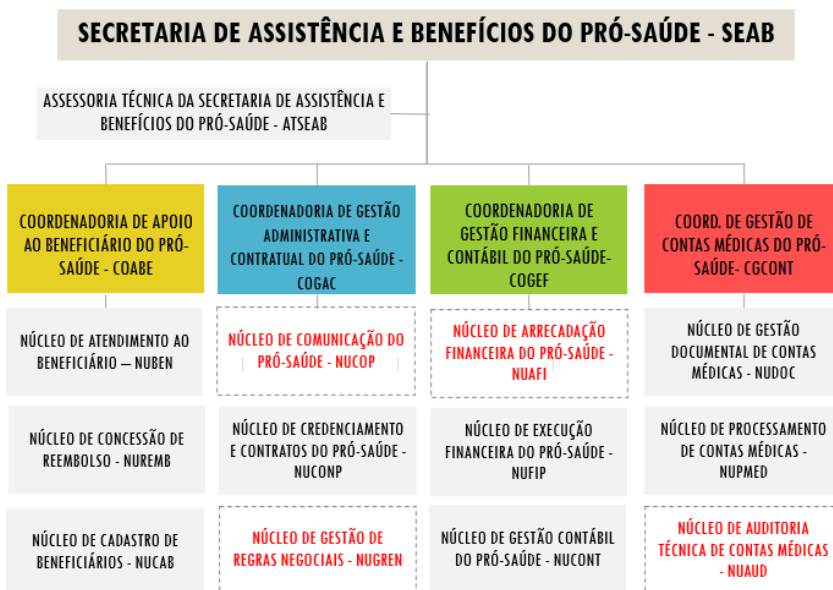 SECRETARIA DE ASSISTÊNCIA E BENEFÍCIOS DO PRÓ-SAÚDE - SEAB
ASSESSORIA TÉCNICA DA SECRETARIA DE ASSISTÊNCIA E
BENEFÍCIOS DO PRÓ-SAÚDE - ATSEAB
COORDENADORIA DE APOIO
AO BENEFICIÁRIO DO PRÓ-
SAÚDE - COABE
COORDENADORIA DE GESTÃO
ADMINISTRATIVA E
CONTRATUAL DO PRÓ-SAÚDE -
COGAC
COORDENADORIA DE
GESTÃO FINANCEIRA E
CONTÁBIL DO PRÓ-SAÚDE-
COGEF
COORD. DE GESTÃO DE
CONTAS MÉDICAS DO PRÓ-
SAÚDE- CGCONT
NÚCLEO DE ATENDIMENTO AO
BENEFICIÁRIO – NUBEN
NÚCLEO DE COMUNICAÇÃO DO
PRÓ-SAÚDE - NUCOP
NÚCLEO DE ARRECADAÇÃO
FINANCEIRA DO PRÓ-SAÚDE -
NUAFI
NÚCLEO DE GESTÃO
DOCUMENTAL DE CONTAS
MÉDICAS - NUDOC
NÚCLEO DE CONCESSÃO DE
REEMBOLSO - NUREMB
NÚCLEO DE CREDENCIAMENTO
E CONTRATOS DO PRÓ-SAÚDE -
NUCONP
NÚCLEO DE EXECUÇÃO
FINANCEIRA DO PRÓ-SAÚDE -
NUFIP
NÚCLEO DE PROCESSAMENTO
DE CONTAS MÉDICAS -
NUPMED
NÚCLEO DE CADASTRO DE
BENEFICIÁRIOS - NUCAB
NÚCLEO DE GESTÃO DE
REGRAS NEGOCIAIS - NUGREN
NÚCLEO DE GESTÃO CONTÁBIL
DO PRÓ-SAÚDE - NUCONT
NÚCLEO DE AUDITORIA
TÉCNICA DE CONTAS MÉDICAS
- NUAUD